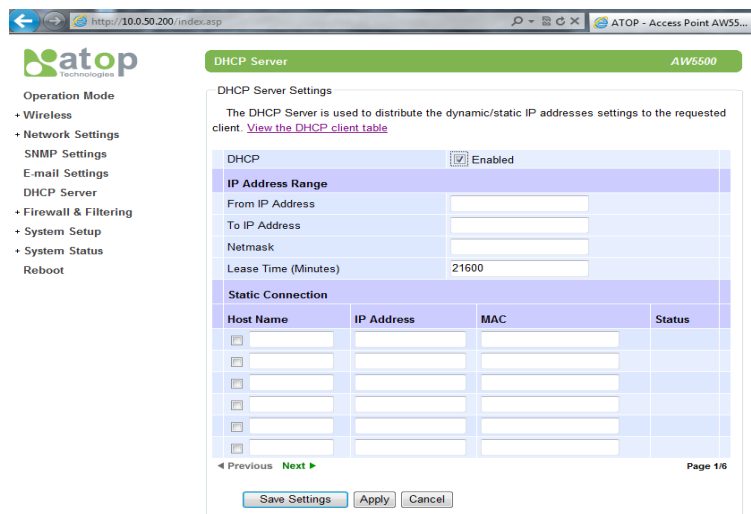 http://10.0.50.200/index.asp
ATOP - Access Point AW55...
atop
Technologies
DHCP Server AW5500
Operation Mode
+ Wireless
+ Network Settings
SNMP Settings
E-mail Settings
DHCP Server
+ Firewall & Filtering
+ System Setup
+ System Status
Reboot
DHCP Server Settings
The DHCP Server is used to distribute the dynamic/static IP addresses settings to the requested
client. View the DHCP client table
DHCP Enabled
IP Address Range
From IP Address
To IP Address
Netmask
Lease Time (Minutes) 21600
Static Connection
Host Name IP Address MAC Status
◄ Previous Next ► Page 1/6
Save Settings Apply Cancel